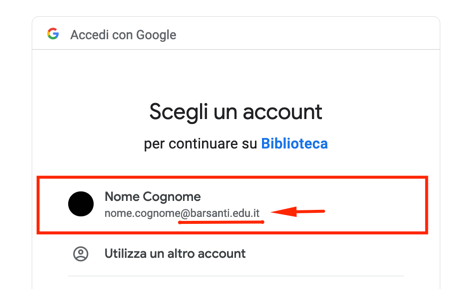 Accedi con Google
Scegli un account
per continuare su Biblioteca
Nome Cognome
nome.cognome@barsanti.edu.it
Utilizza un altro account